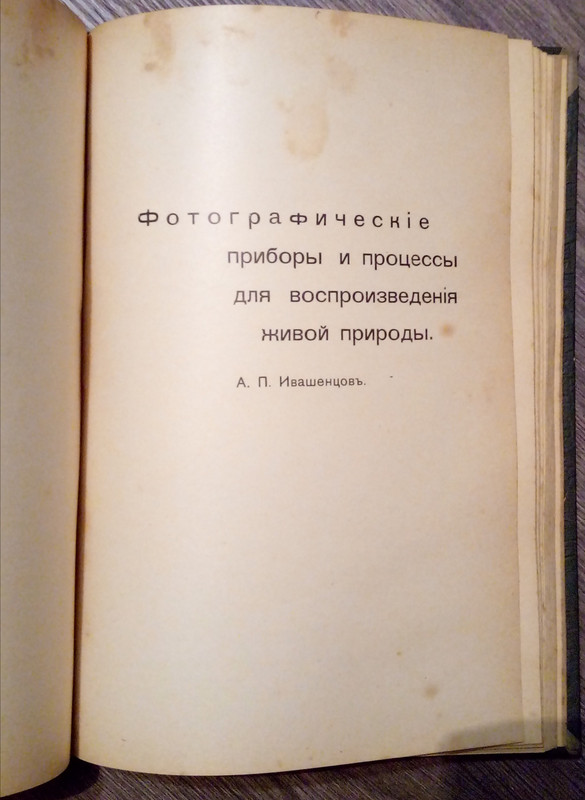 Фотографическіе
приборы и процессы
для воспроизведенія
живой природы.
А. П. Ивашенцовъ.